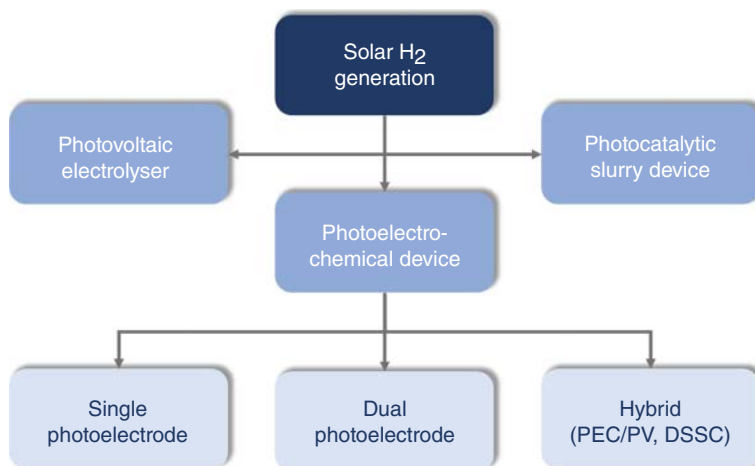 Solar H2
generation
Photovoltaic
electrolyser
Photocatalytic
slurry device
Photoelectro-
chemical device
Single
photoelectrode
Dual
photoelectrode
Hybrid
(PEC/PV, DSSC)